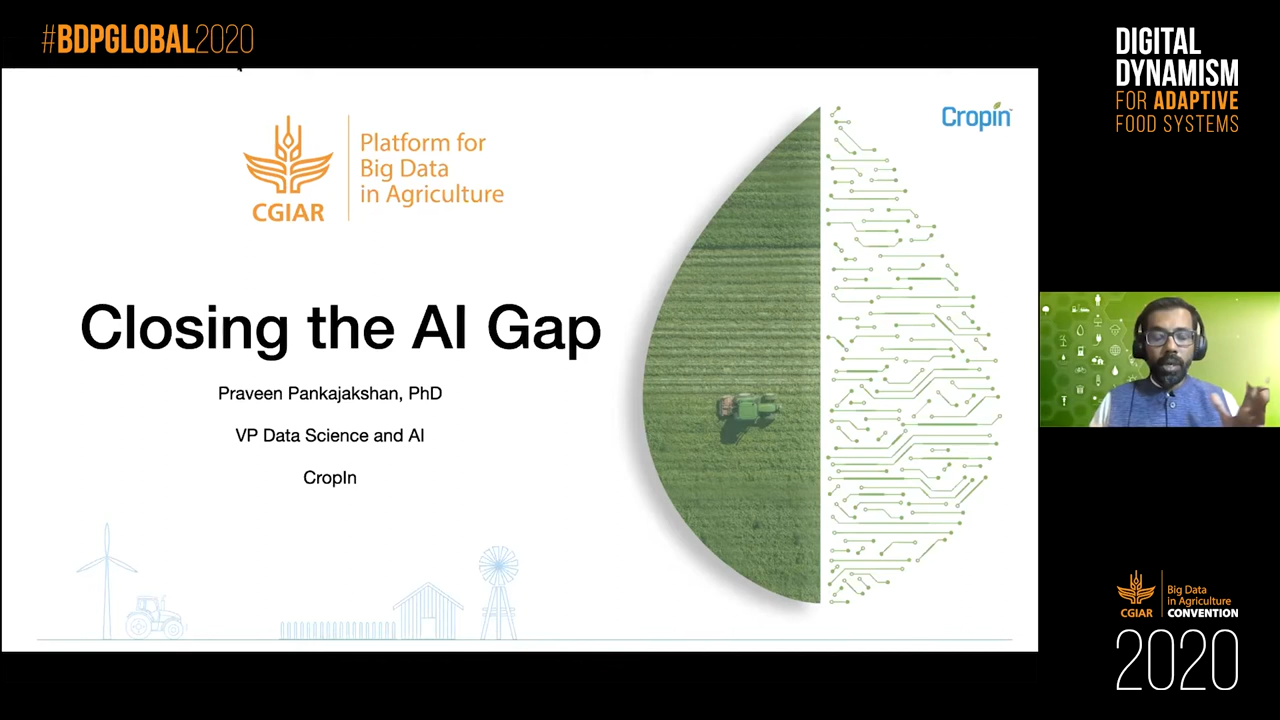 #BDPGLOBAL2020
DIGITAL
DYNAMISM
FOR ADAPTIVE
FOOD SYSTEMS
Cropin™
Platform for
Big Data
in Agriculture
CGIAR
Closing the AI Gap
Praveen Pankajakshan, PhD
VP Data Science and AI
CropIn
CGIAR
Big Data
in Agriculture
CONVENTION
2020